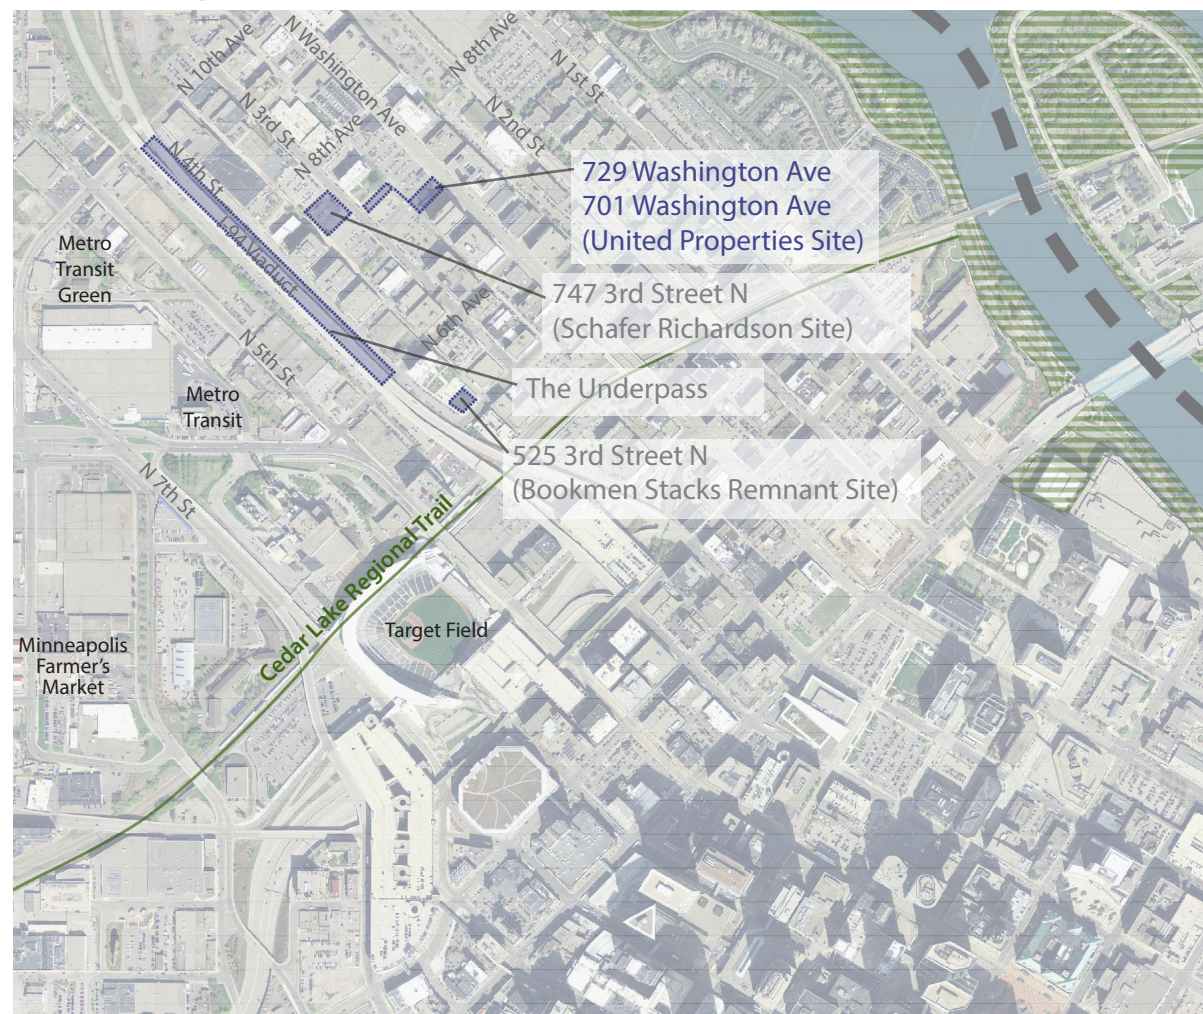 N 10th Ave
N Washington Ave
N 8th Ave
N 1st St
N 3rd St
N 2nd St
N 8th Ave
N 4th St
729 Washington Ave
701 Washington Ave
(United Properties Site)
I-94 Viaduct
Metro
Transit
Green
747 3rd Street N
(Schafer Richardson Site)
N 6th Ave
N 5th St
The Underpass
Metro
Transit
525 3rd Street N
(Bookmen Stacks Remnant Site)
N 7th St
Cedar Lake Regional Trail
Target Field
Minneapolis
Farmer's
Market